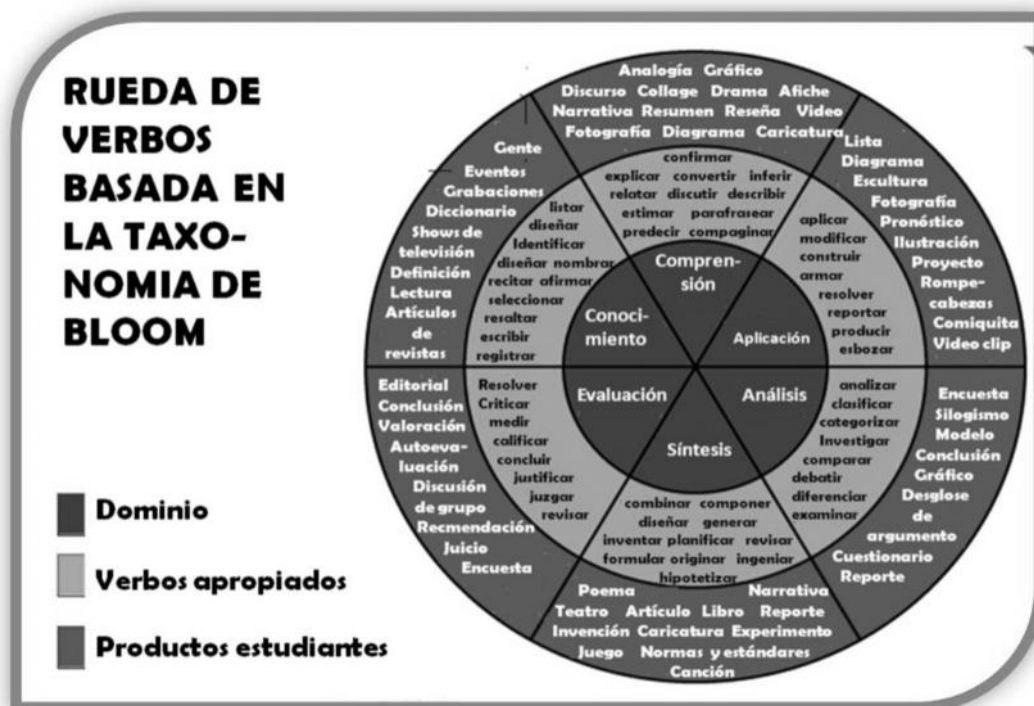 RUEDA DE
VERBOS
BASADA EN
LA TAXO-
NOMIA DE
BLOOM
Dominio
Verbos apropiados
Productos estudiantes
Conoci-
miento
listar
diseñar
Identificar
diseñar nombrar
recitar afirmar
seleccionar
resaltar
escribir
registrar
Gente
Eventos
Grabaciones
Diccionario
Shows de
televisión
Definición
Lectura
Artículos
de
revistas
Compren-
sión
confirmar
explicar convertir inferir
relatar discutir describir
estimar parafrasear
predecir compaginar
Analogía Gráfico
Discurso Collage Drama Afiche
Narrativa Resumen Reseña Video
Fotografía Diagrama Caricatura
Aplicación
aplicar
modificar
construir
armar
resolver
reportar
producir
esbozar
Lista
Diagrama
Escultura
Fotografía
Pronóstico
Ilustración
Proyecto
Rompe-
cabezas
Comiquita
Video clip
Análisis
analizar
clasificar
categorizar
Investigar
comparar
debatir
diferenciar
examinar
Encuesta
Silogismo
Modelo
Conclusión
Gráfico
Desglose
de
argumento
Cuestionario
Reporte
Síntesis
combinar componer
diseñar generar
inventar planificar revisar
formular originar ingeniar
hipotetizar
Poema Narrativa
Teatro Artículo Libro Reporte
Invención Caricatura Experimento
Juego Normas y estándares
Canción
Evaluación
Resolver
Criticar
medir
calificar
concluir
justificar
juzgar
revisar
Editorial
Conclusión
Valoración
Autoeva-
luación
Discusión
de grupo
Recmendación
Juicio
Encuesta